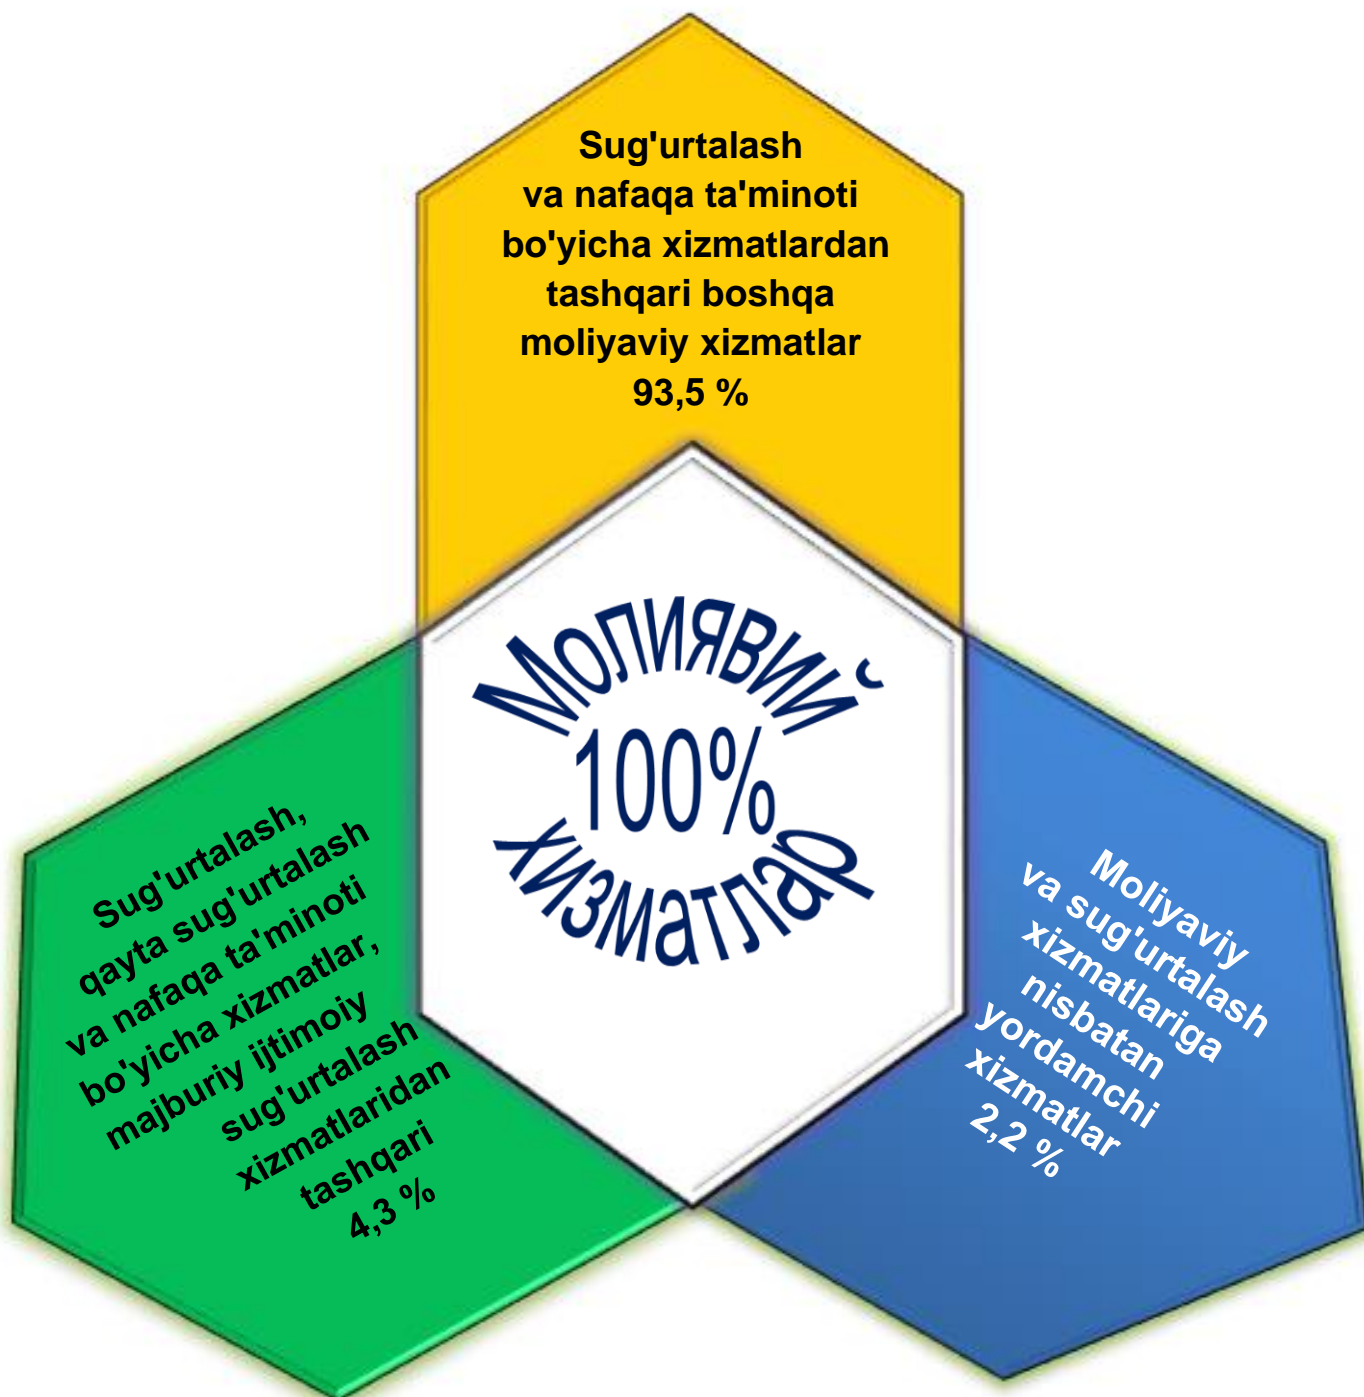 Sug'urtalash
va nafaqa ta'minoti
bo'yicha xizmatlardan
tashqari boshqa
moliyaviy xizmatlar
93,5 %
Молиявий
100%
хизматлар
Sug'urtalash,
qayta sug'urtalash
va nafaqa ta'minoti
bo'yicha xizmatlar,
majburiy ijtimoiy
sug'urtalash
xizmatlaridan
tashqari
4,3 %
Moliyaviy
va sug'urtalash
xizmatlariga
nisbatan
yordamchi
xizmatlar
2,2 %